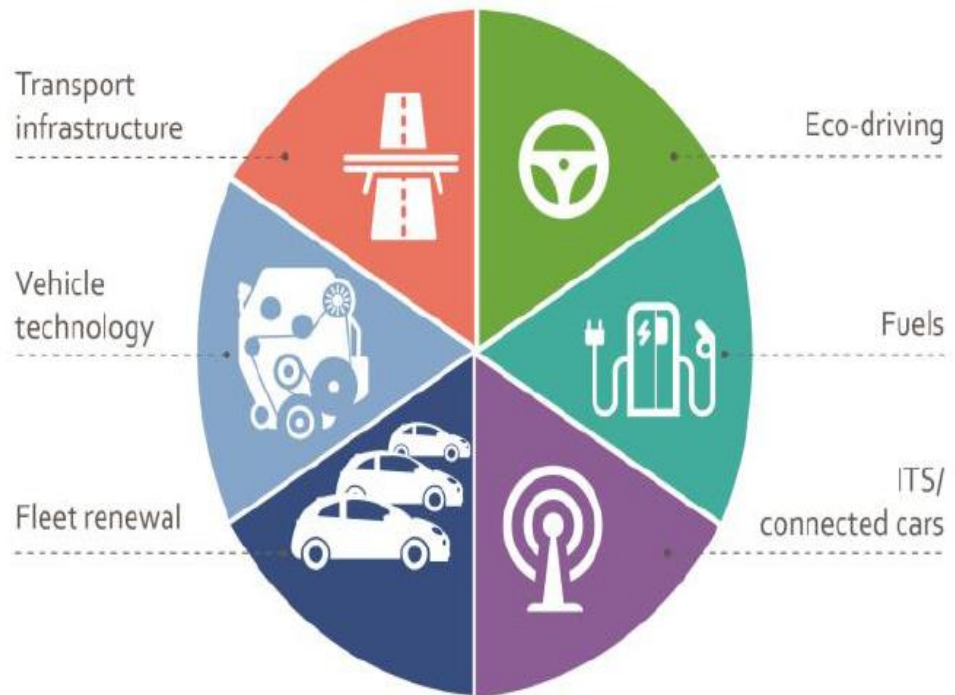 Transport
infrastructure
Vehicle
technology
Fleet renewal
Eco-driving
Fuels
ITS/
connected cars